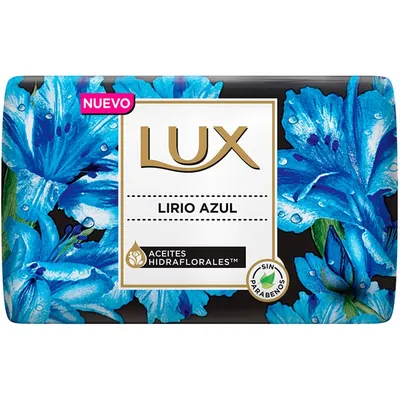 NUEVO
LUX
LIRIO AZUL
ACEITES
HIDRAFLORALES™
SIN
PARABENOS